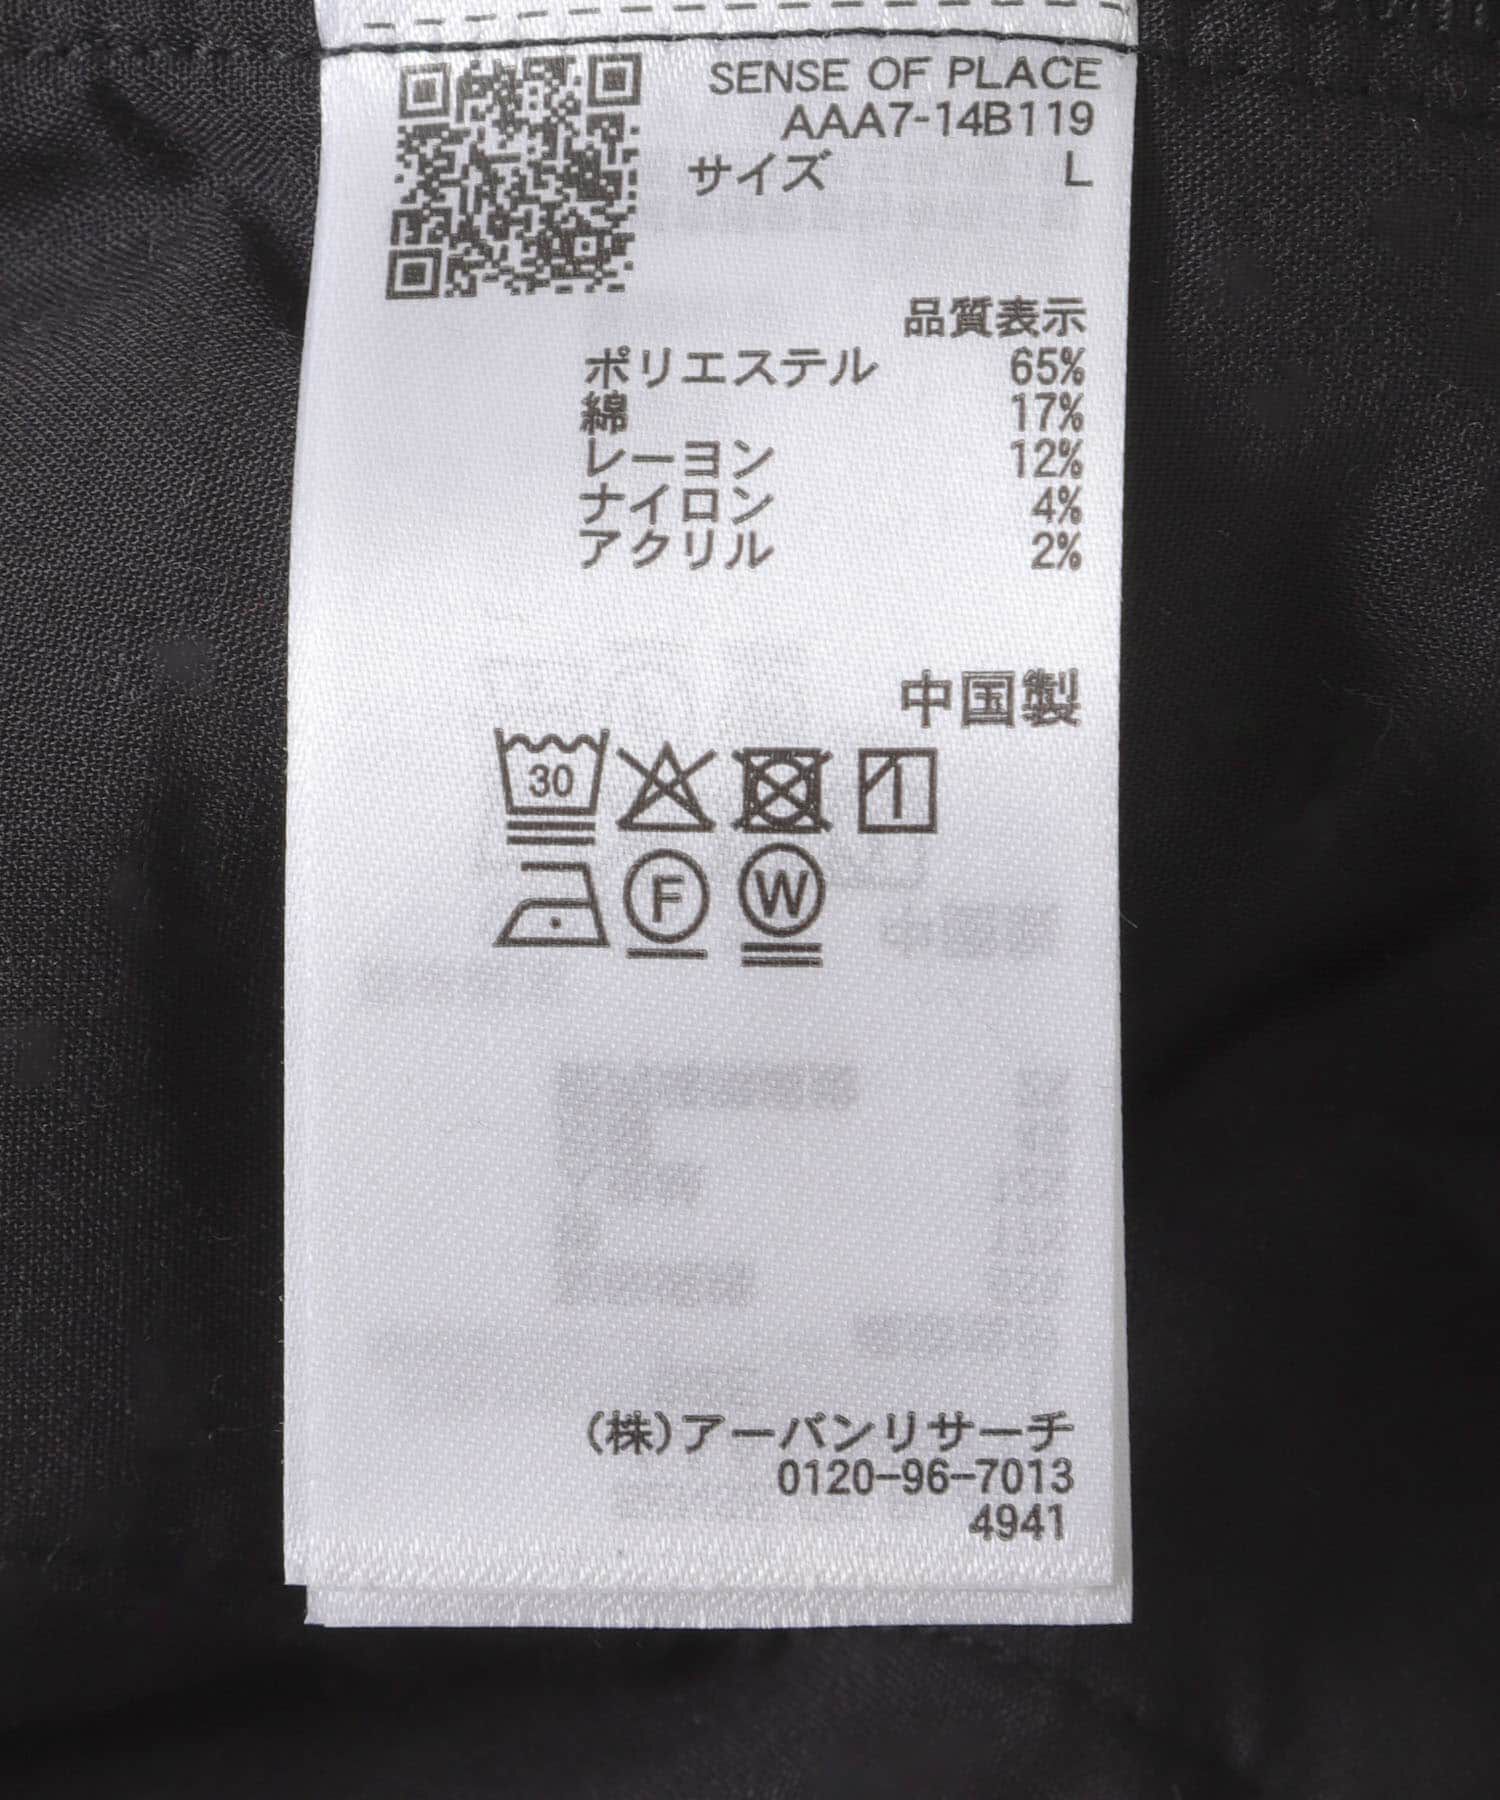 SENSE OF PLACE
AAA7-14B119
サイズ L
品質表示
ポリエステル 65%
綿 17%
レーヨン 12%
ナイロン 4%
アクリル 2%
中国製
30
F W
(株)アーバンリサーチ
0120-96-7013
4941